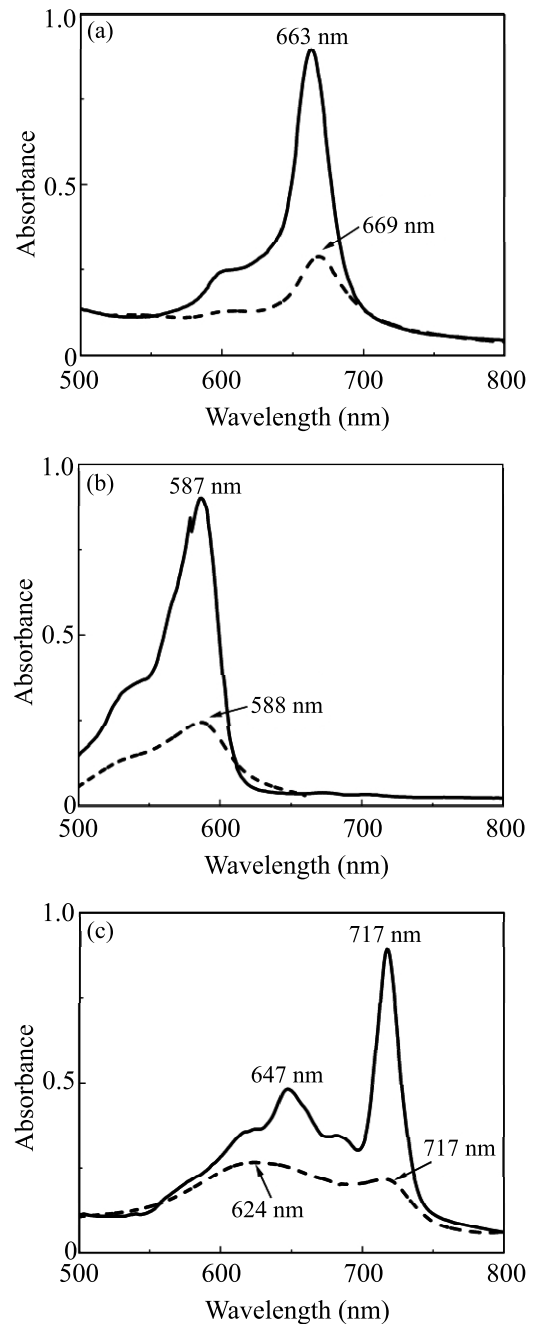 (a)
663 nm
669 nm
1.0
0.5
0
Absorbance
500 600 700 800
Wavelength (nm)
(b)
587 nm
588 nm
1.0
0.5
0
Absorbance
500 600 700 800
Wavelength (nm)
(c)
717 nm
647 nm
717 nm
624 nm
1.0
0.5
0
Absorbance
500 600 700 800
Wavelength (nm)